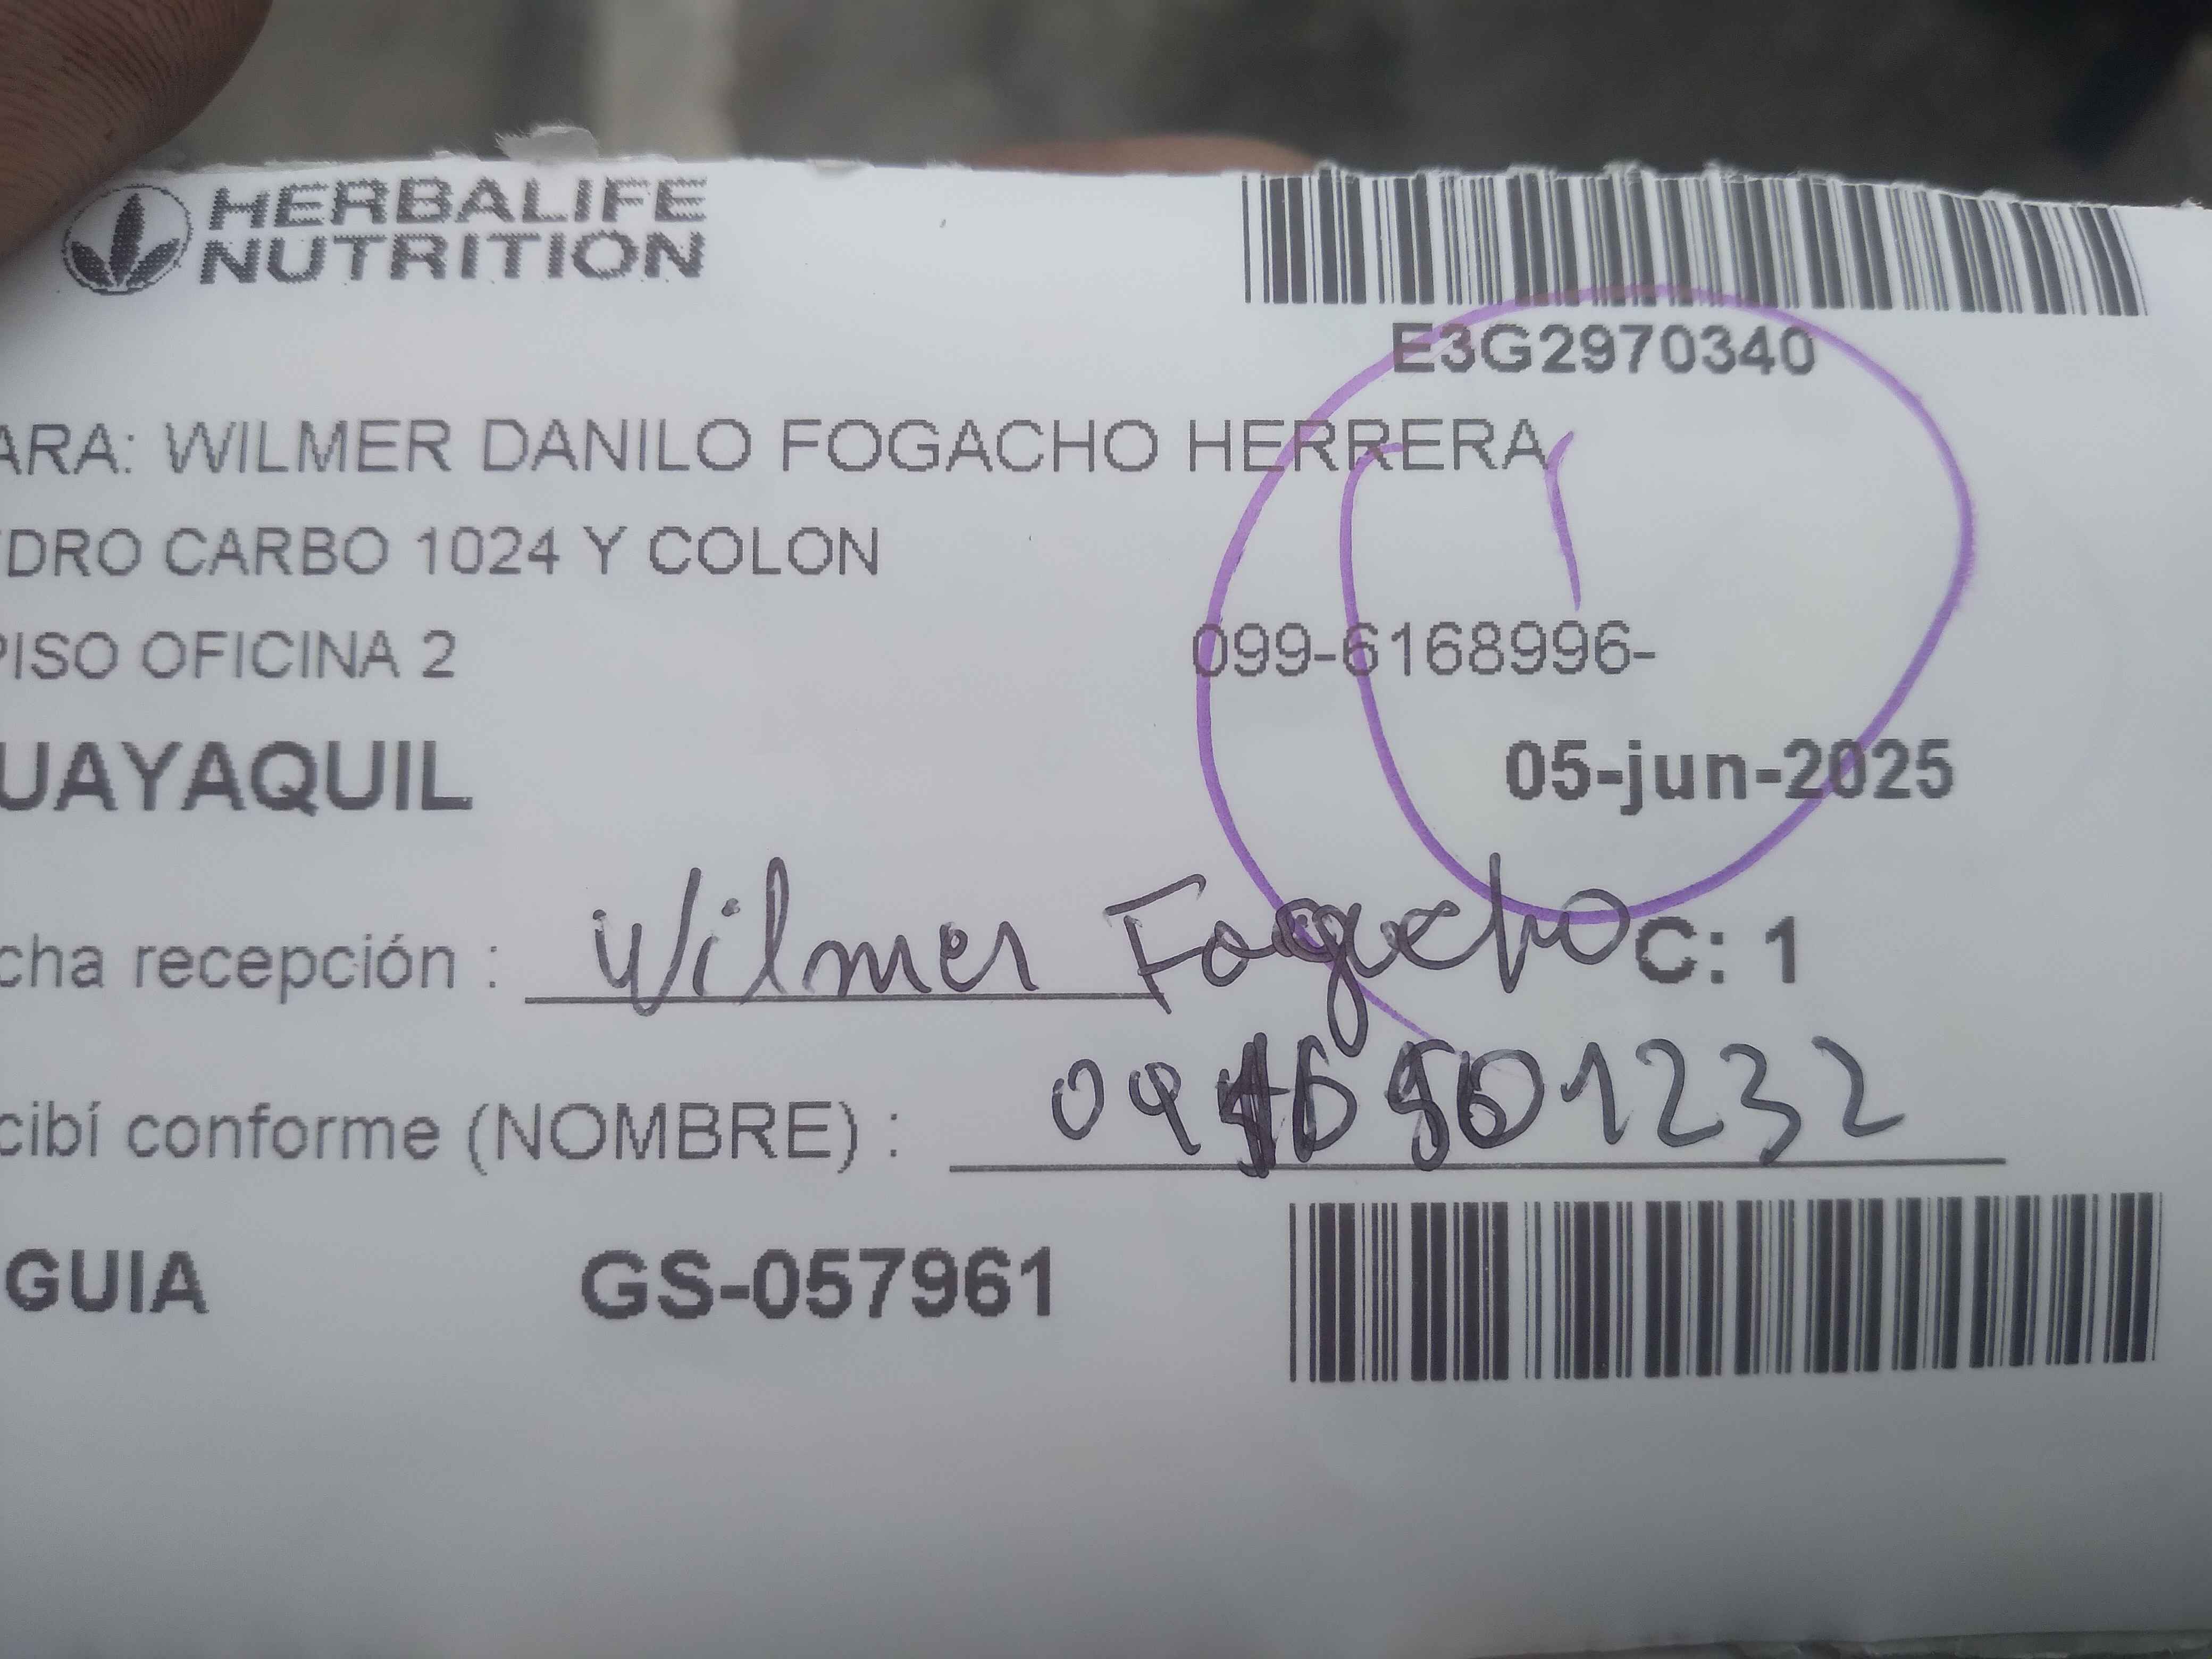 HERBALIFE
NUTRITION
E3G2970340
ARA: WILMER DANILO FOGACHO HERRERA
DRO CARBO 1024 Y COLON
PISO OFICINA 2
099-6168996-
UAYAQUIL
05-jun-2025
cha recepción : Wilmer Fogacho C: 1
cibí conforme (NOMBRE) :
GUIA GS-057961